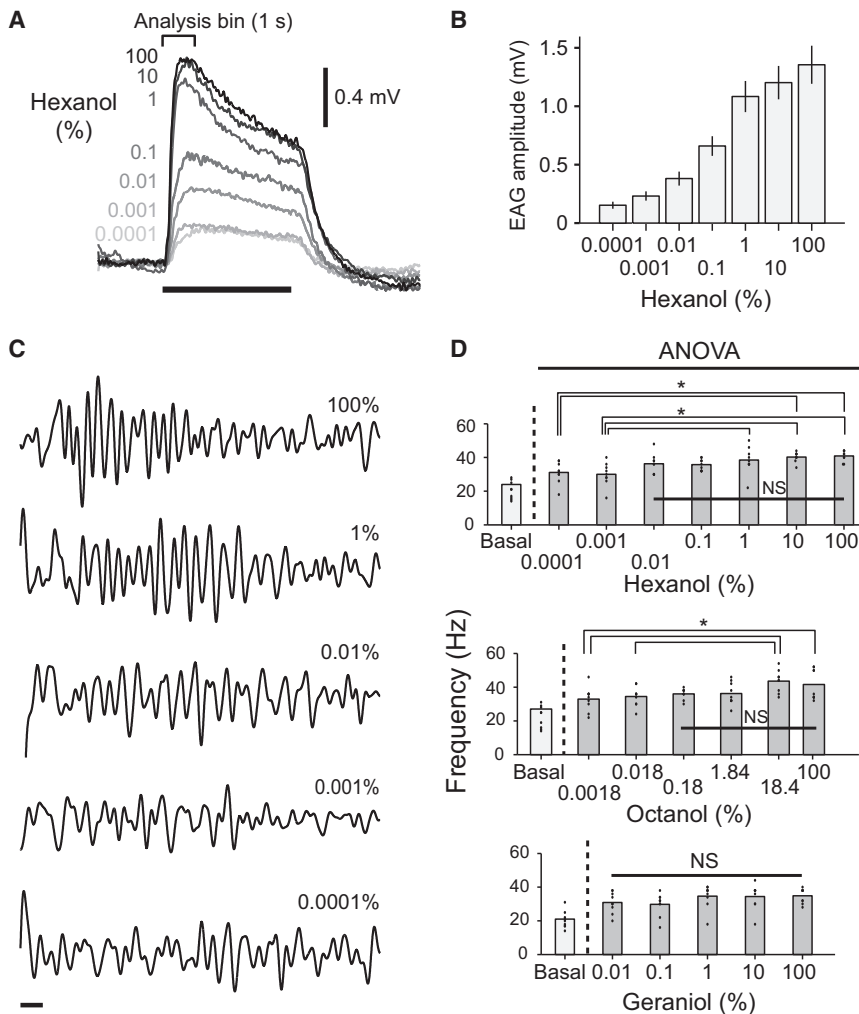 A
Analysis bin (1 s)
Hexanol
(%)
100
10
1
0.1
0.01
0.001
0.0001
0.4 mV
B
EAG amplitude (mV)
1.5
1.0
0.5
0
0.0001 0.01 1 100
0.001 0.1 10
Hexanol (%)
C
100%
1%
0.01%
0.001%
0.0001%
D
ANOVA
*
*
60
40
20
0
NS
Basal 0.001 0.1 1 10 100
0.0001 0.01
Hexanol (%)
Frequency (Hz)
*
60
40
20
0
NS
Basal 0.018 1.84 100
0.0018 0.18 18.4
Octanol (%)
NS
60
40
20
0
Basal 0.01 0.1 1 10 100
Geraniol (%)